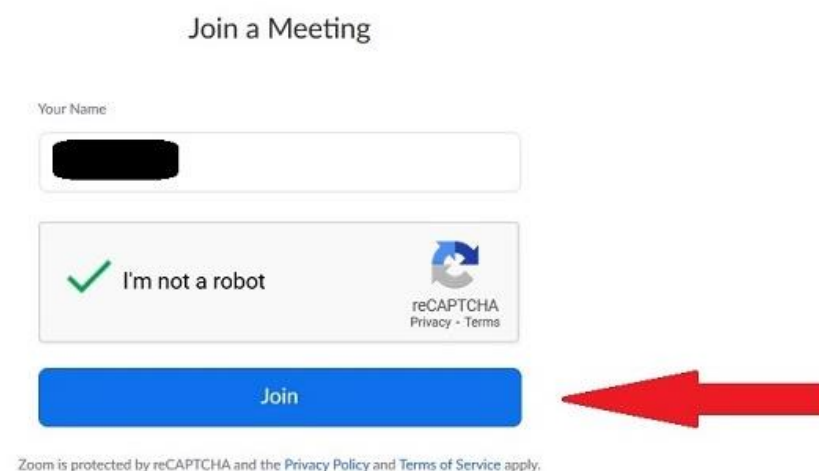 Join a Meeting
Your Name
I'm not a robot
reCAPTCHA
Privacy - Terms
Join
Zoom is protected by reCAPTCHA and the Privacy Policy and Terms of Service apply.